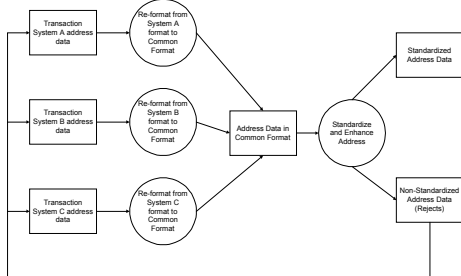 Transaction
System A address
data
Re-format from
System A
format to
Common
Format
Transaction
System B address
data
Re-format from
System B
format to
Common
Format
Transaction
System C address
data
Re-format from
System C
format to
Common
Format
Address Data in
Common Format
Standardize
and Enhance
Address
Standardized
Address Data
Non-Standardized
Address Data
(Rejects)